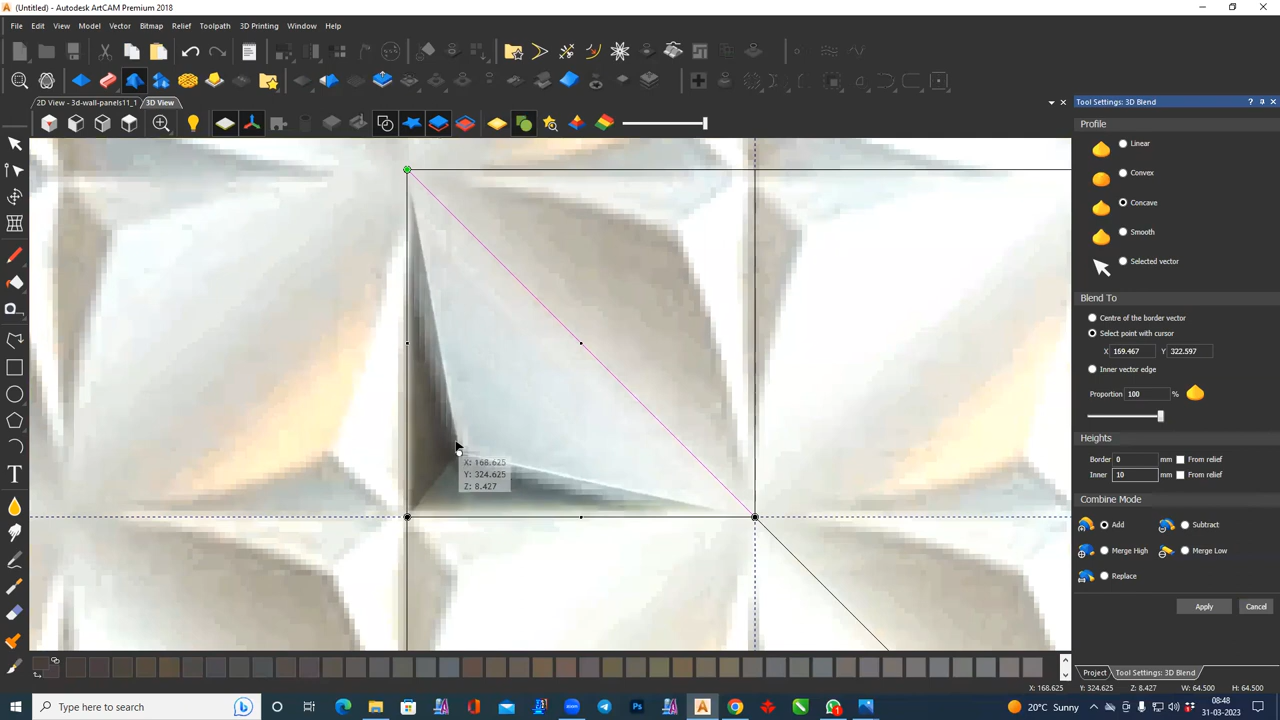 (Untitled) - Autodesk ArtCAM Premium 2018
File Edit View Model Vector Bitmap Relief Toolpath 3D Printing Window Help
2D View - 3d-wall-panels11_1 3D View
Tool Settings: 3D Blend
Profile
Linear
Convex
Concave
Smooth
Selected vector
Blend To
Centre of the border vector
Select point with cursor
X 169.467 Y 322.597
Inner vector edge
Proportion 100 %
Heights
Border 0 mm From relief
Inner 10 mm From relief
Combine Mode
Add Subtract
Merge High Merge Low
Replace
Apply Cancel
X: 168.625
Y: 324.625
Z: 8.427
Project Tool Settings: 3D Blend
X: 168.625 Y: 324.625 Z: 8.427 W: 64.500 H: 64.500
Type here to search
20°C Sunny
08:48
31-03-2023